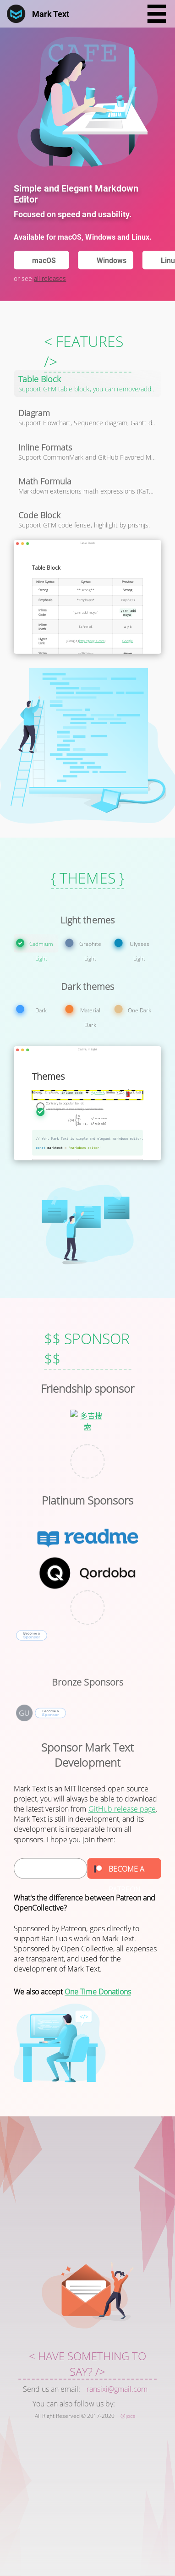 Mark Text
CAFE
Simple and Elegant Markdown
Editor
Focused on speed and usability.
Available for macOS, Windows and Linux.
macOS
Windows
Linu
or see all releases
< FEATURES
/>
Table Block
Support GFM table block, you can remove/add...
Diagram
Support Flowchart, Sequence diagram, Gantt d...
Inline Formats
Support CommonMark and GitHub Flavored M...
Math Formula
Markdown extensions math expressions (KaT...
Code Block
Support GFM code fense, highlight by prismjs.
Table Block
{ THEMES }
Light themes
Cadmium
Light
Graphite
Light
Ulysses
Light
Dark themes
Dark
Material
Dark
One Dark
Themes
$$ SPONSOR
$$
Friendship sponsor
多吉搜
索
Platinum Sponsors
readme
Qordoba
Bronze Sponsors
GU
Sponsor Mark Text
Development
Mark Text is an MIT licensed open source
project, you will always be able to download
the latest release from GitHub release page.
Mark Text is still in development, and its
development is inseparable from all
sponsors. I hope you join them:
BECOME A
What's the difference between Patreon and
OpenCollective?
Sponsored by Patreon, goes directly to
support Ran Luo's work on Mark Text.
Sponsored by Open Collective, all expenses
are transparent, and used for the
development of Mark Text.
We also accept One Time Donations
< HAVE SOMETHING TO
SAY? />
Send us an email: ransixi@gmail.com
You can also follow us by:
All Right Reserved © 2017-2020 @Jocs